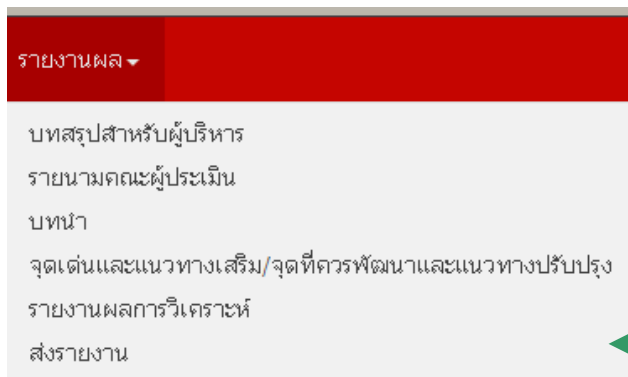 รายงานผล
บทสรุปสำหรับผู้บริหาร
รายนามคณะผู้ประเมิน
บทนำ
จุดเด่นและแนวทางเสริม/จุดที่ควรพัฒนาและแนวทางปรับปรุง
รายงานผลการวิเคราะห์
ส่งรายงาน